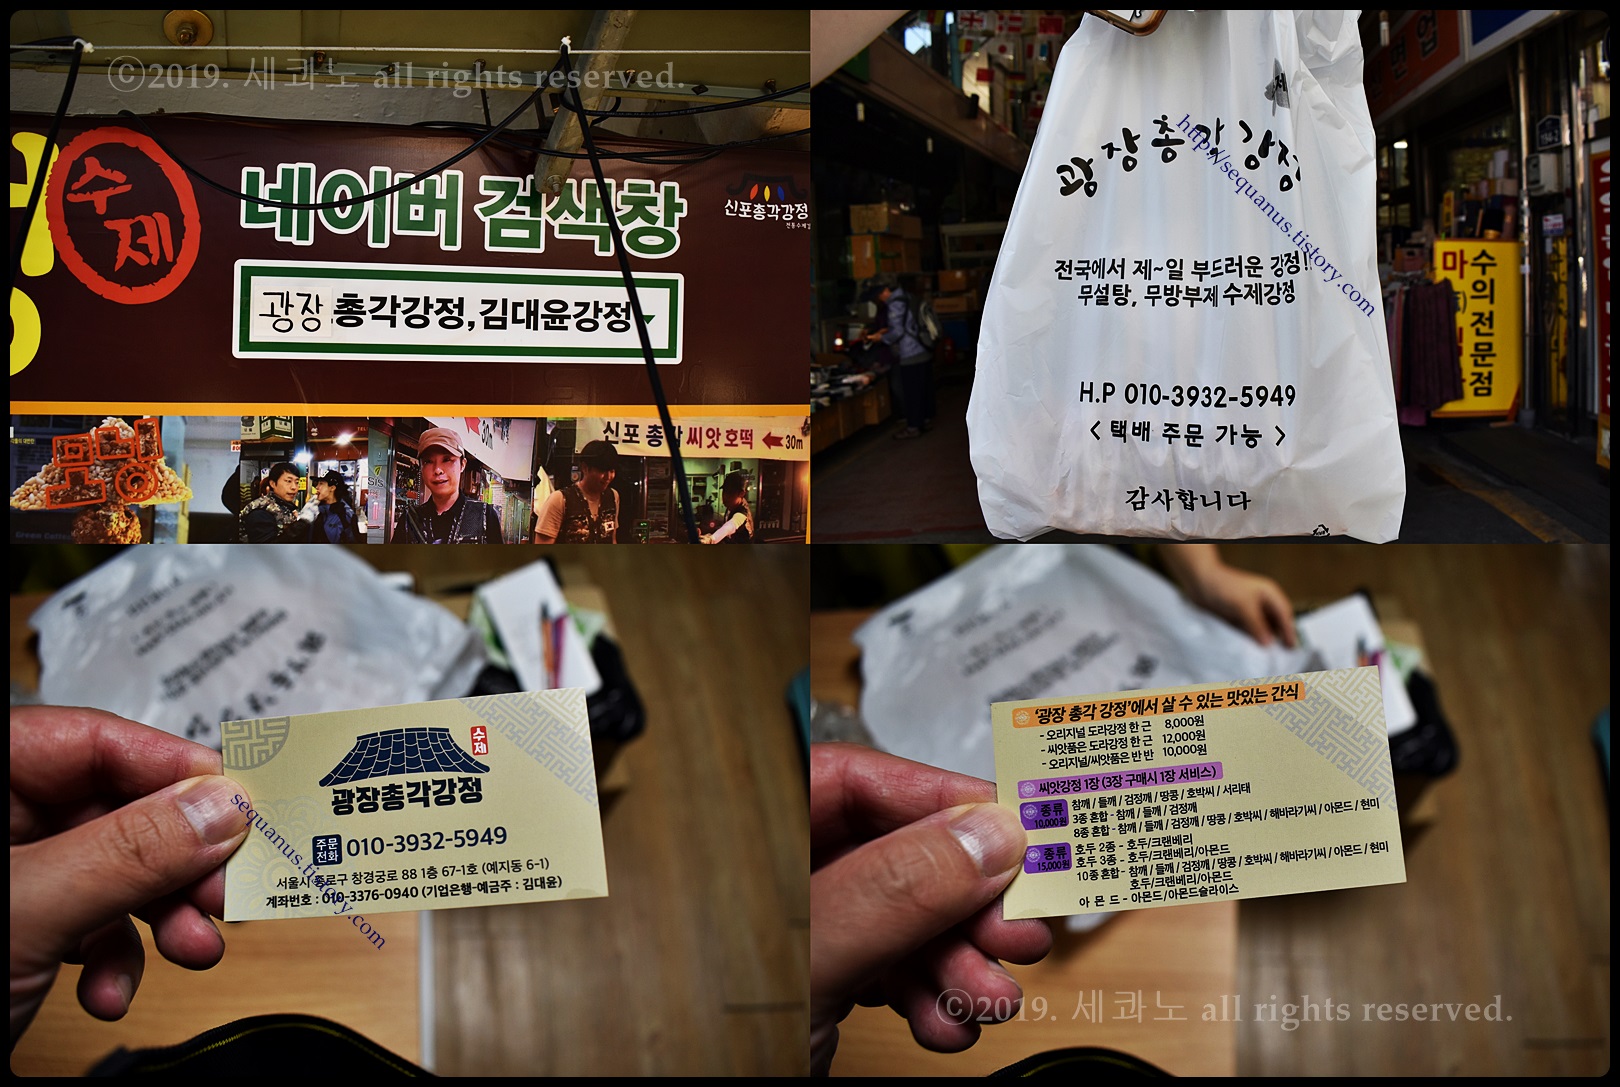 ⓒ2019. 세콰노 all rights reserved.
수제
네이버 검색창
신포총각강정
광장 총각강정, 김대윤강정
모녀
신포 총각 씨앗호떡 30m
30m
광장총각강정
http://sequanus.tistory.com
전국에서 제~일 부드러운 강정!!
무설탕, 무방부제 수제강정
H.P 010-3932-5949
< 택배 주문 가능 >
감사합니다
수의전문점
수제
광장총각강정
주문전화 010-3932-5949
서울시 종로구 창경궁로 88 1층 67-1호 (예지동 6-1)
계좌번호 : 010-3376-0940 (기업은행-예금주 : 김대윤)
sequanus.tistory.com
'광장 총각 강정'에서 살 수 있는 맛있는 간식
- 오리지널 도라강정 한 근 8,000원
- 씨앗품은 도라강정 한 근 12,000원
- 오리지널/씨앗품은 반 반 10,000원
씨앗강정 1장 (3장 구매시 1장 서비스)
종류 10,000원
참깨 / 들깨 / 검정깨 / 땅콩 / 호박씨 / 서리태
3종 혼합 - 참깨 / 들깨 / 검정깨
8종 혼합 - 참깨 / 들깨 / 검정깨 / 땅콩 / 호박씨 / 해바라기씨 / 아몬드 / 현미
종류 15,000원
호두 2종 - 호두/크랜베리
호두 3종 - 호두/크랜베리/아몬드
10종 혼합 - 참깨 / 들깨 / 검정깨 / 땅콩 / 호박씨 / 해바라기씨 / 아몬드 / 현미
호두/크랜베리/아몬드
아 몬 드 - 아몬드/아몬드슬라이스
ⓒ2019. 세콰노 all rights reserved.